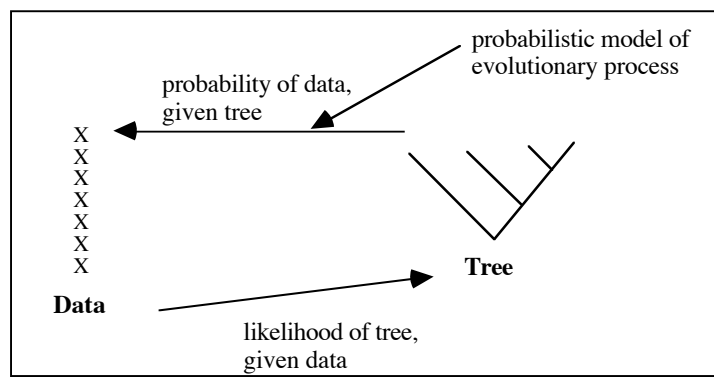 probabilistic model of
evolutionary process
probability of data,
given tree
X
X
X
X
X
X
X
Tree
Data
likelihood of tree,
given data